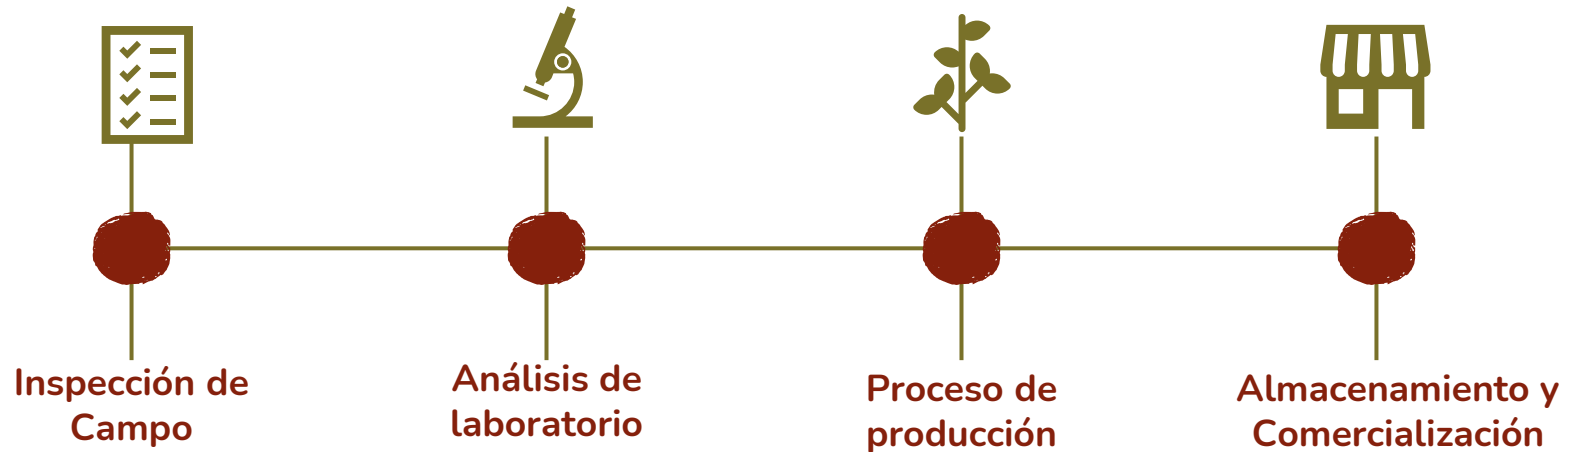 Inspección de
Campo
Análisis de
laboratorio
Proceso de
producción
Almacenamiento y
Comercialización